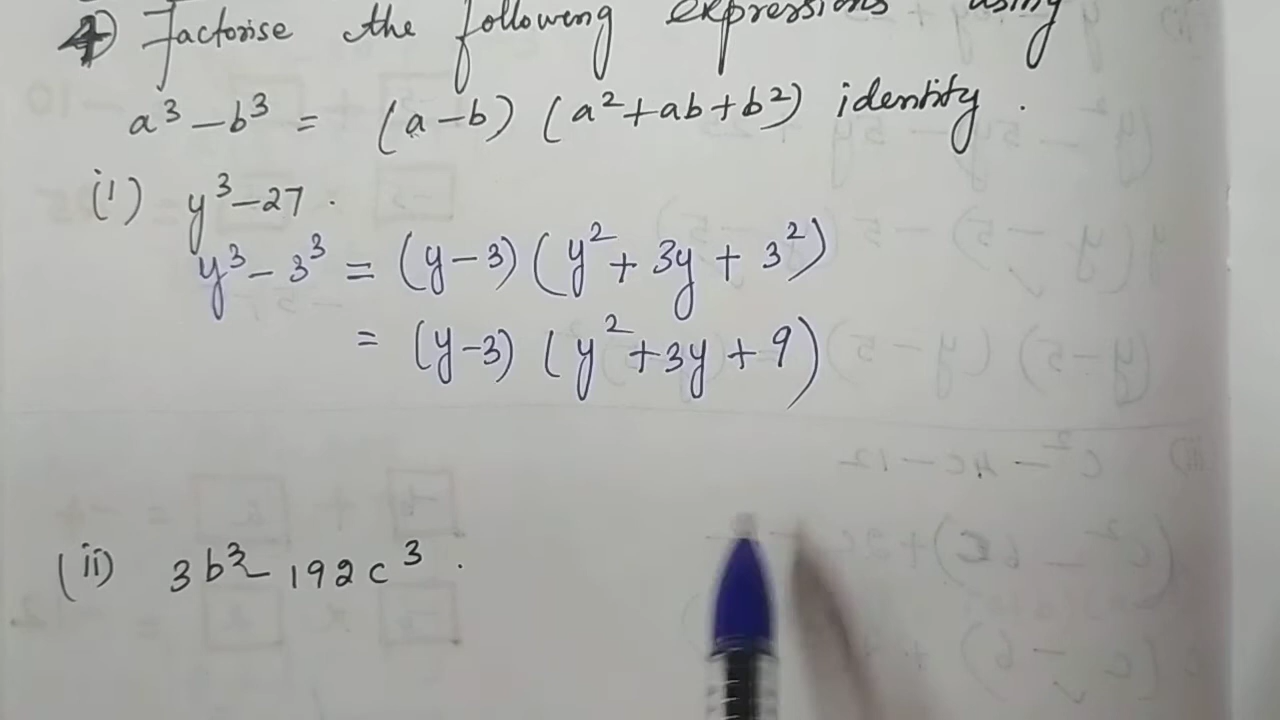 4) Factorise the following expressions using
a³ – b³ = (a – b) (a² + ab + b²) identity .
(i) y³ – 27 .
y³ – 3³ = (y – 3) (y² + 3y + 3²)
= (y – 3) (y² + 3y + 9)
(ii) 3b³ – 192c³ .